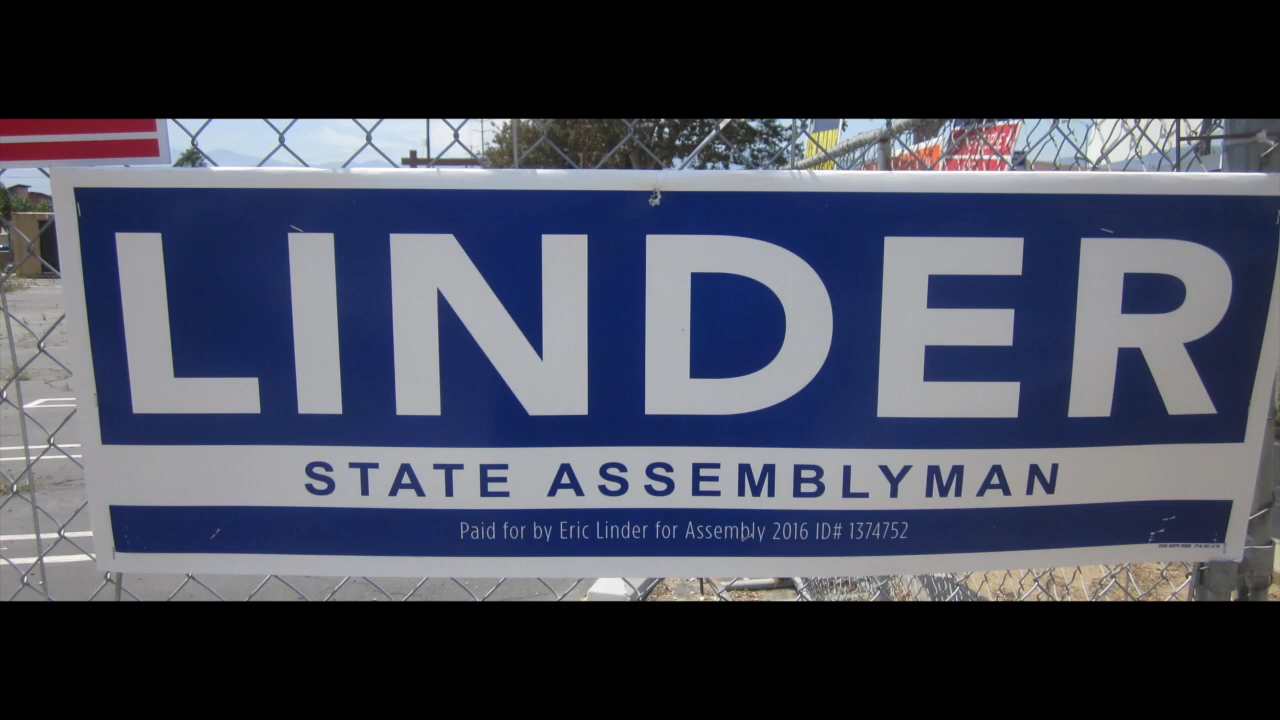 LINDER
STATE ASSEMBLYMAN
Paid for by Eric Linder for Assembly 2016 ID# 1374752